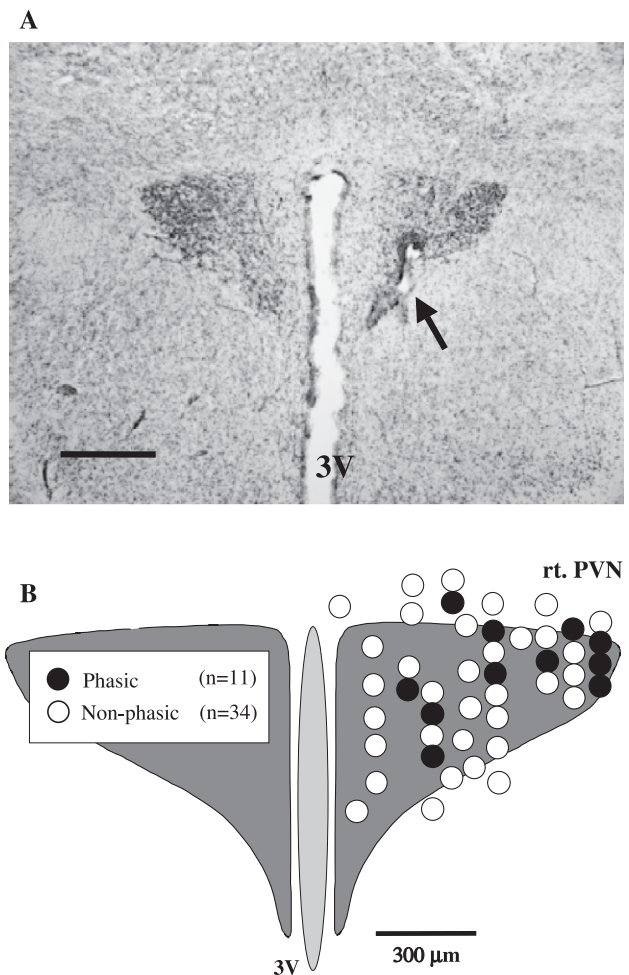 A
3V
B
rt. PVN
Phasic (n=11)
Non-phasic (n=34)
3V
300 μm